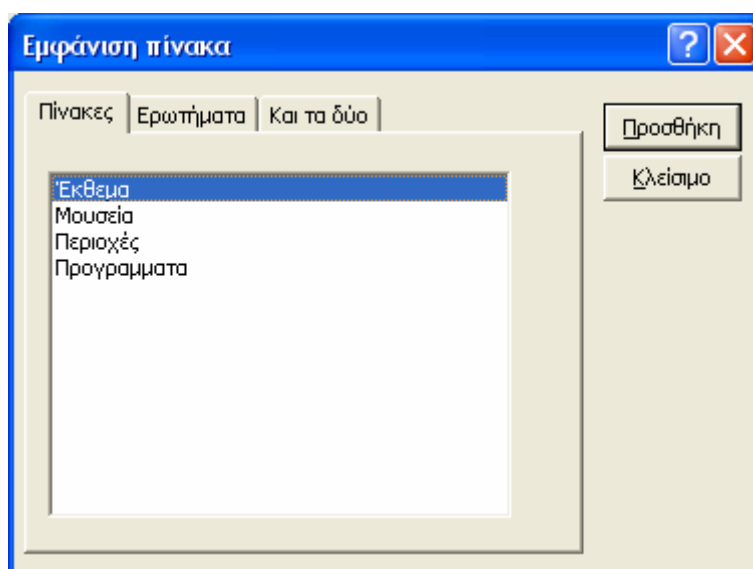 Εμφάνιση πίνακα
Πίνακες Ερωτήματα Και τα δύο
Προσθήκη
Κλείσιμο
Έκθεμα
Μουσεία
Περιοχές
Προγραμματα